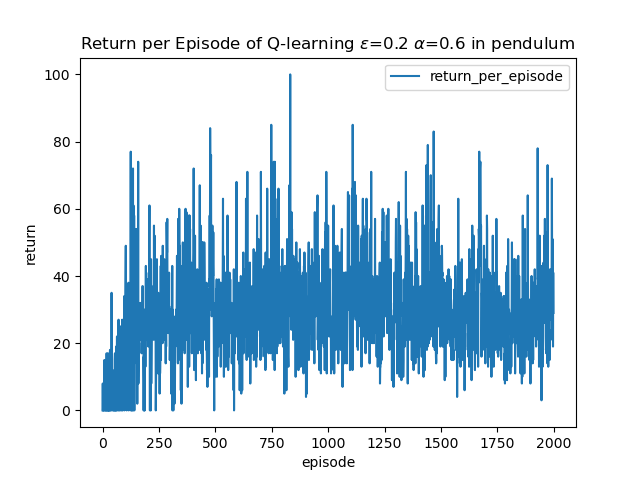 Return per Episode of Q-learning ε=0.2 α=0.6 in pendulum
return_per_episode
100
80
60
40
20
0
return
0 250 500 750 1000 1250 1500 1750 2000
episode